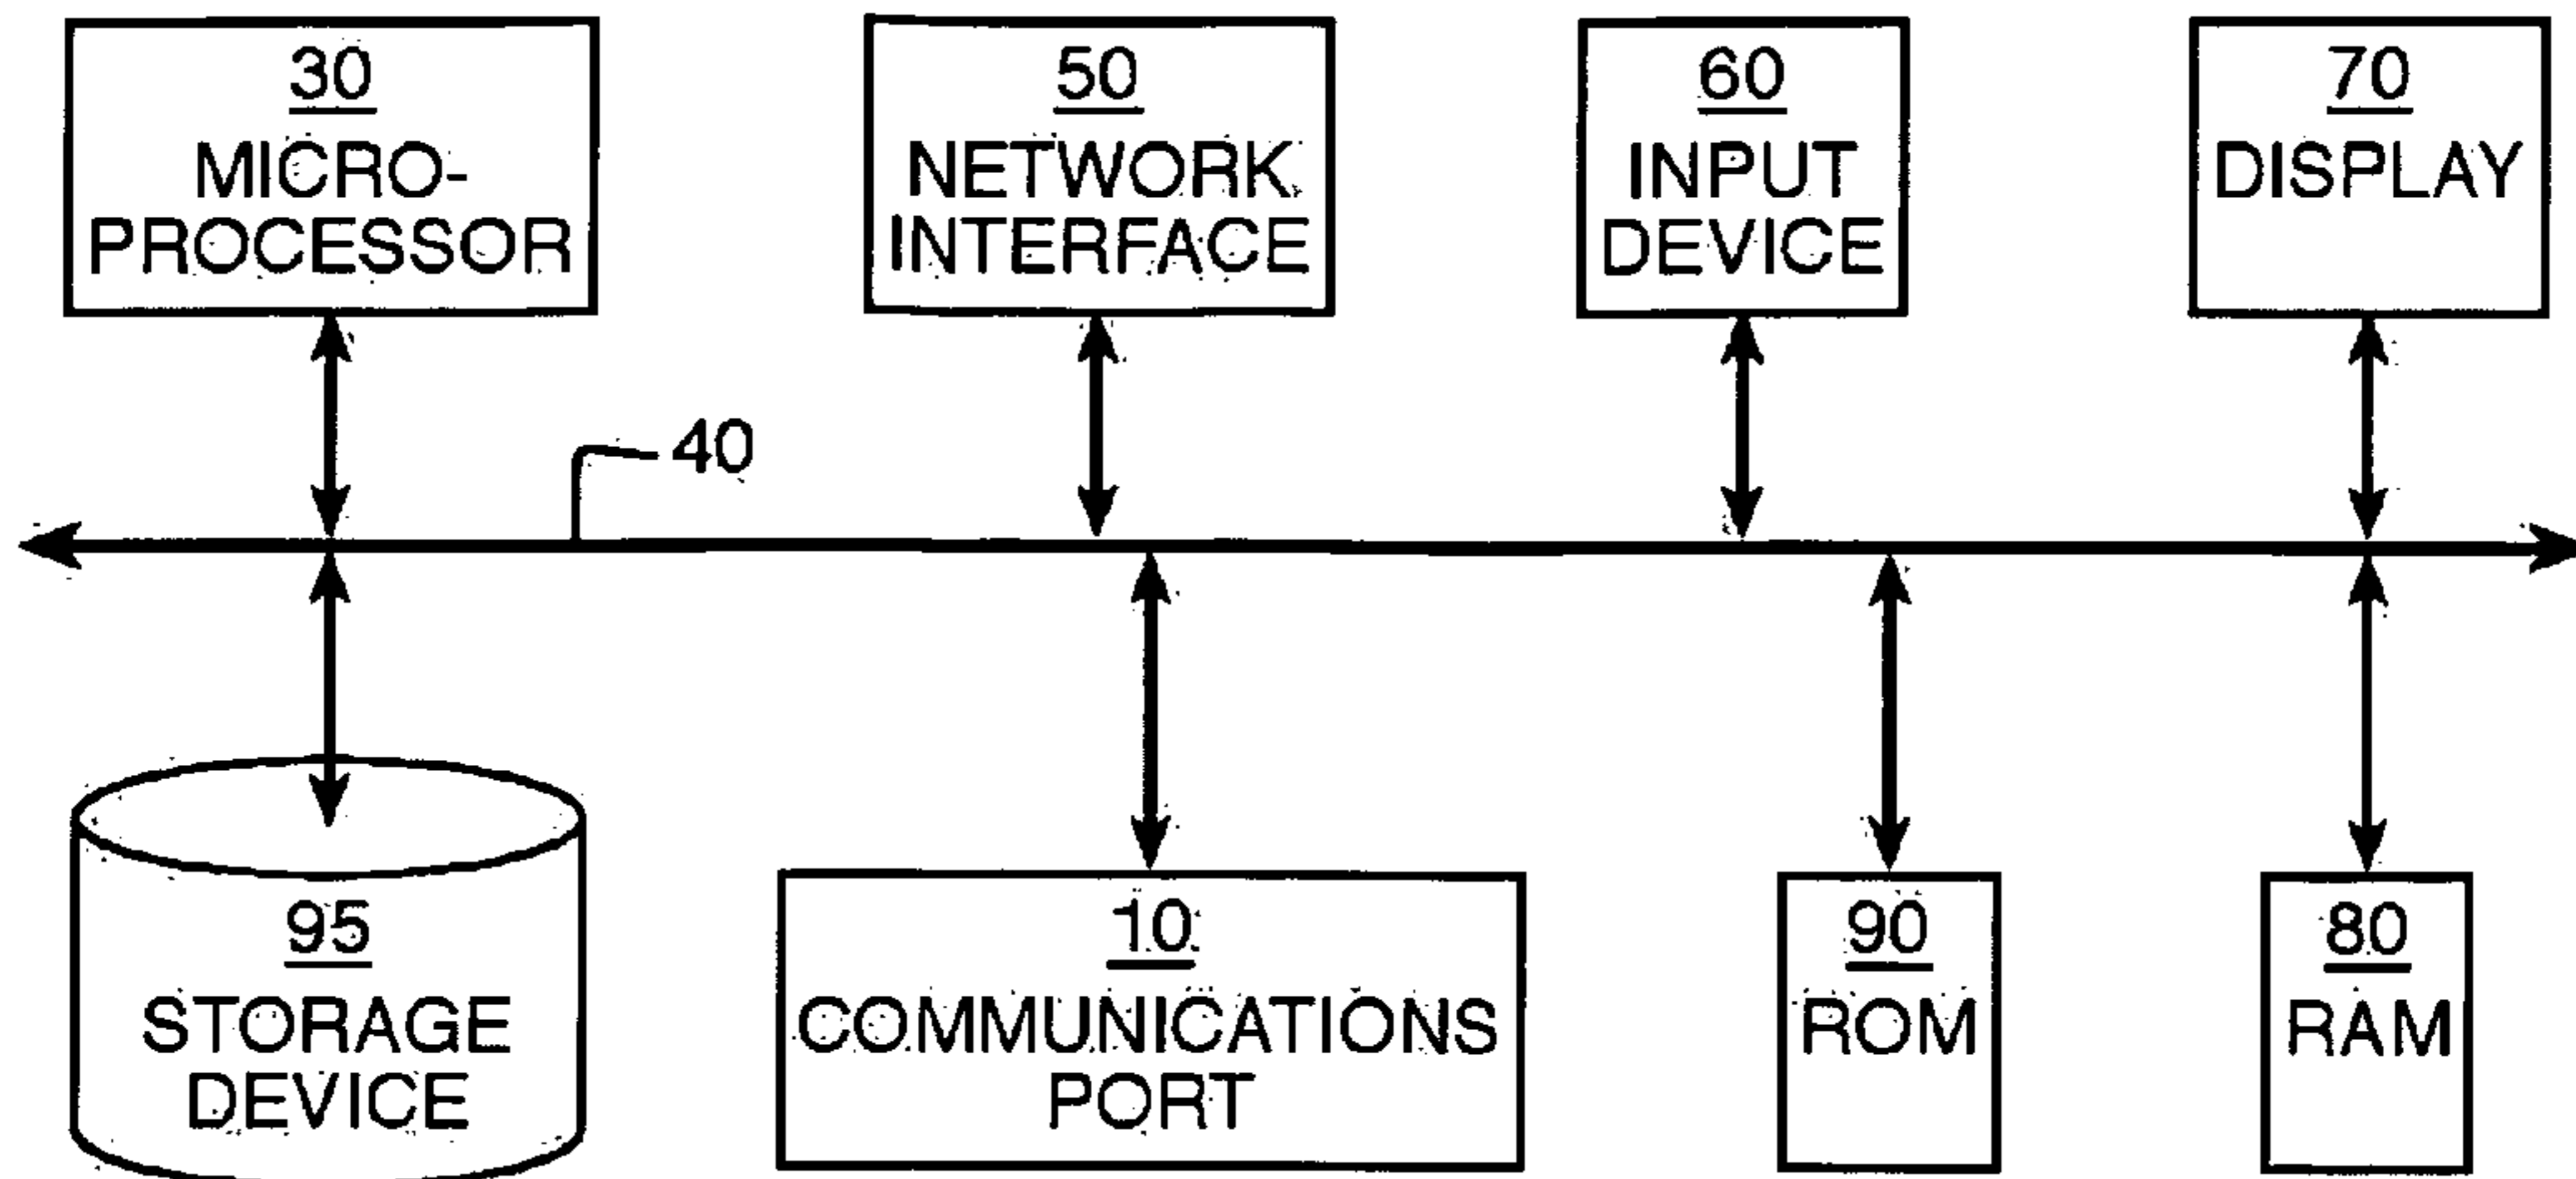 30
MICRO-
PROCESSOR
50
NETWORK
INTERFACE
60
INPUT
DEVICE
70
DISPLAY
40
95
STORAGE
DEVICE
10
COMMUNICATIONS
PORT
90
ROM
80
RAM